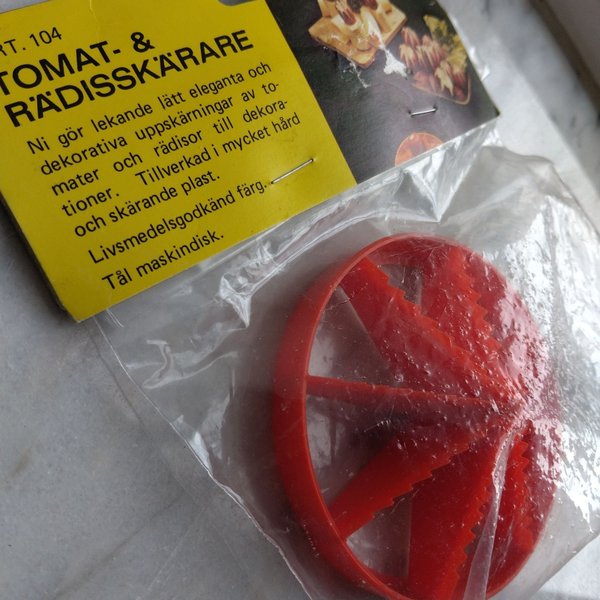 RT. 104
TOMAT- &
RÄDISSKÄRARE
Ni gör lekande lätt eleganta och
dekorativa uppskärningar av to-
mater och rädisor till dekora-
tioner. Tillverkad i mycket hård
och skärande plast.
Livsmedelsgodkänd färg.
Tål maskindisk.